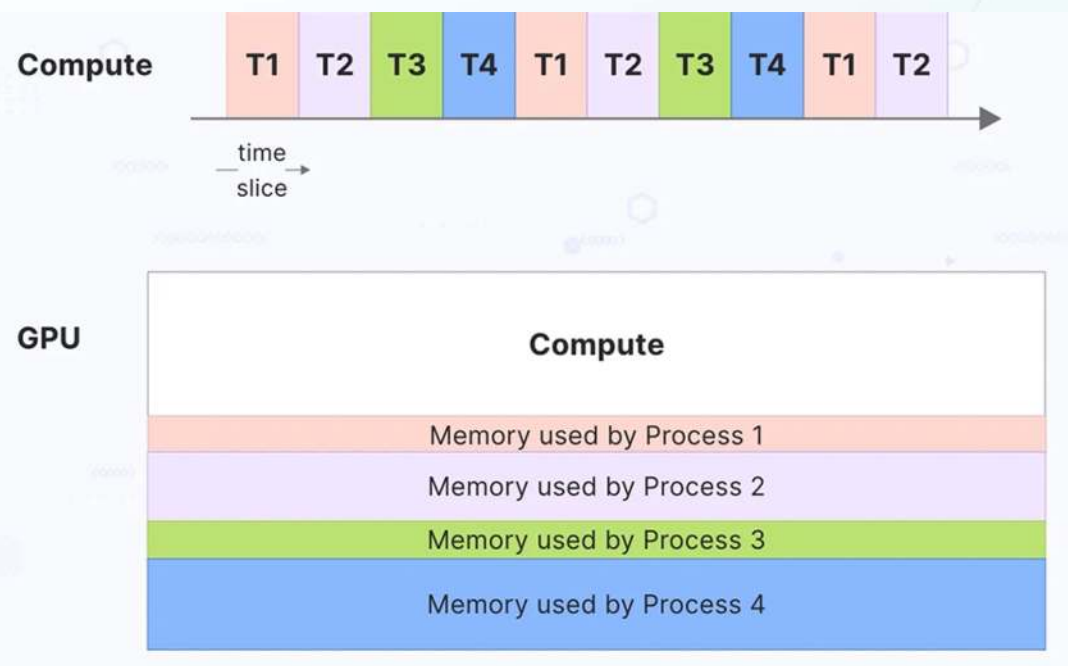 Compute T1 T2 T3 T4 T1 T2 T3 T4 T1 T2
time
slice
GPU
Compute
Memory used by Process 1
Memory used by Process 2
Memory used by Process 3
Memory used by Process 4